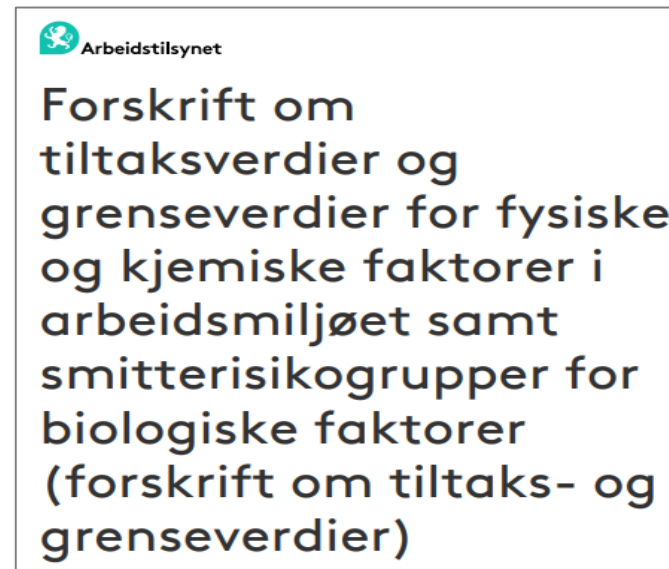 Arbeidstilsynet
Forskrift om
tiltaksverdier og
grenseverdier for fysiske
og kjemiske faktorer i
arbeidsmiljøet samt
smitterisikogrupper for
biologiske faktorer
(forskrift om tiltaks- og
grenseverdier)